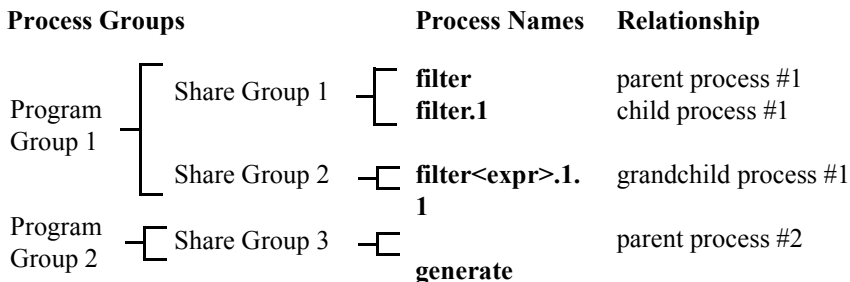 Process Groups Process Names Relationship
Share Group 1 filter parent process #1
filter.1 child process #1
Program
Group 1
Share Group 2 filter<expr>.1. grandchild process #1
1
Program
Group 2
Share Group 3 parent process #2
generate